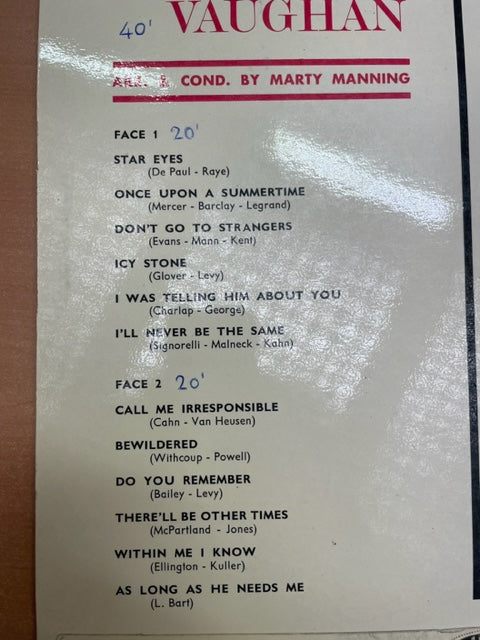 VAUGHAN
40'
ARR. & COND. BY MARTY MANNING
FACE 1 20'
STAR EYES
(De Paul - Raye)
ONCE UPON A SUMMERTIME
(Mercer - Barclay - Legrand)
DON'T GO TO STRANGERS
(Evans - Mann - Kent)
ICY STONE
(Glover - Levy)
I WAS TELLING HIM ABOUT YOU
(Charlap - George)
I'LL NEVER BE THE SAME
(Signorelli - Malneck - Kahn)
FACE 2 20'
CALL ME IRRESPONSIBLE
(Cahn - Van Heusen)
BEWILDERED
(Withcoup - Powell)
DO YOU REMEMBER
(Bailey - Levy)
THERE'LL BE OTHER TIMES
(McPartland - Jones)
WITHIN ME I KNOW
(Ellington - Kuller)
AS LONG AS HE NEEDS ME
(L. Bart)